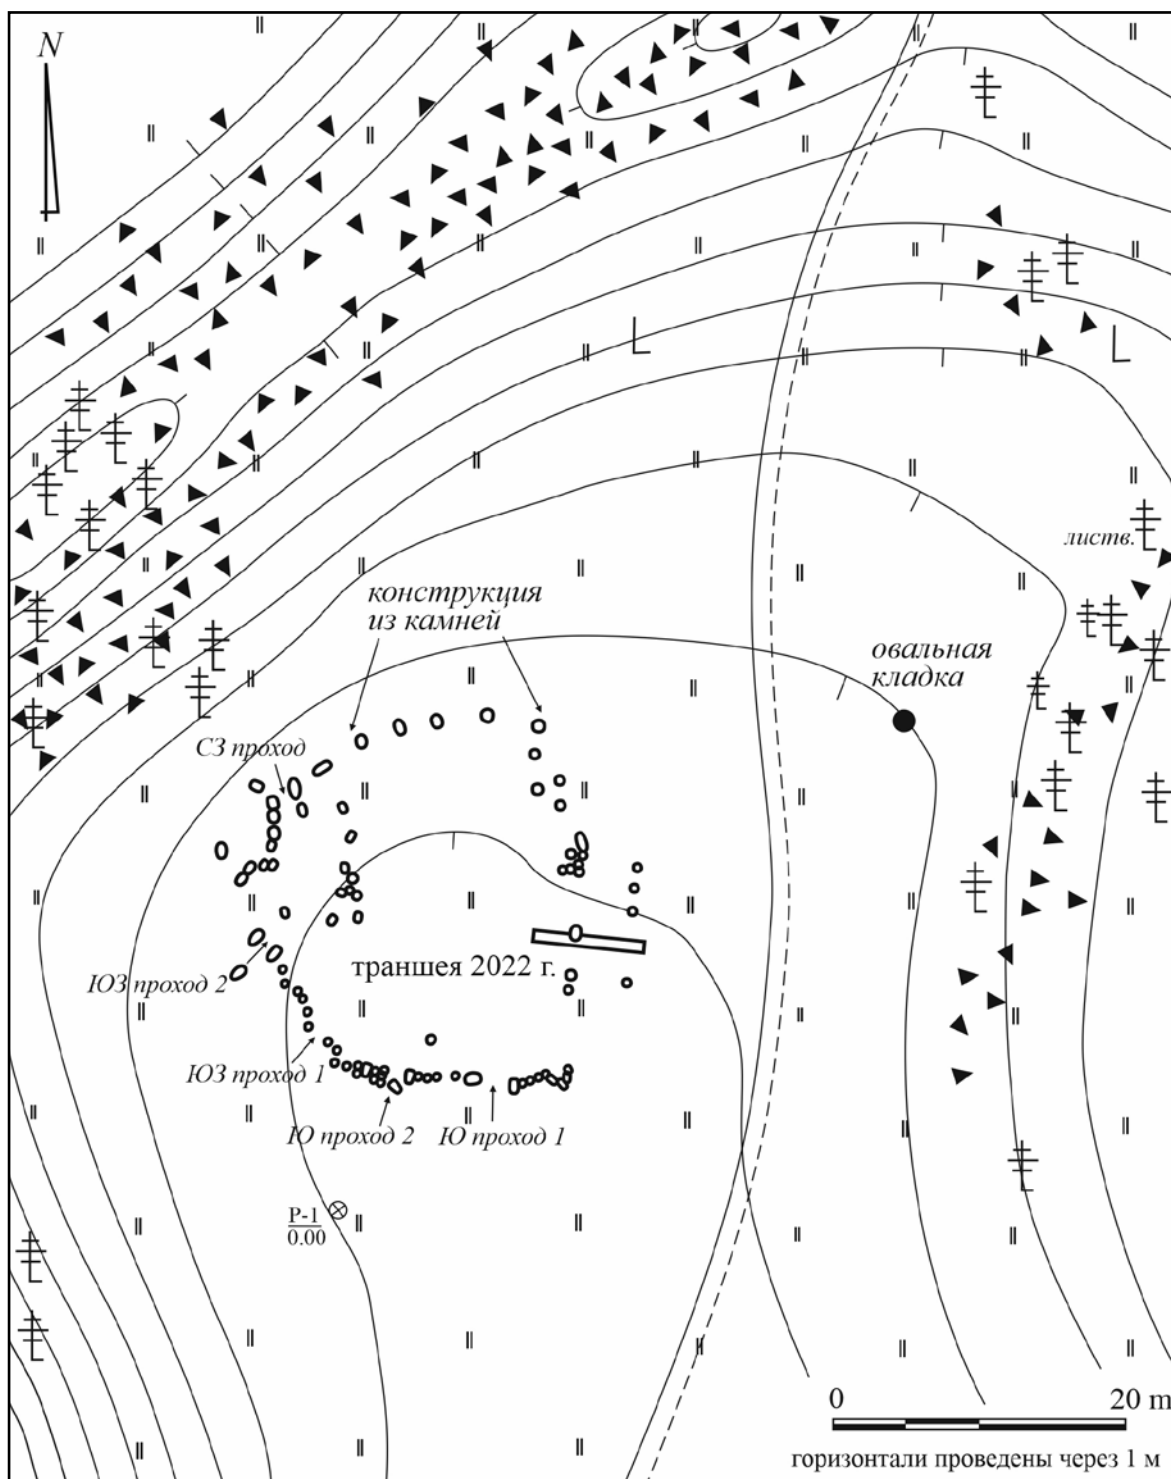 N
листв.
конструкция
из камней
овальная
кладка
СЗ проход
траншея 2022 г.
ЮЗ проход 2
ЮЗ проход 1
Ю проход 2
Ю проход 1
Р-1
0.00
0
20 m
горизонтали проведены через 1 м